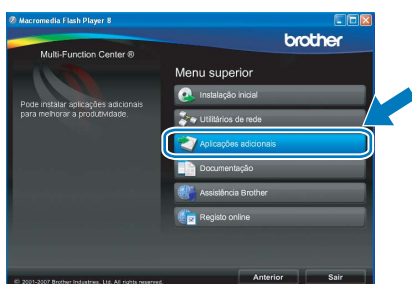 Macromedia Flash Player 8
brother
Multi-Function Center ®
Menu superior
Instalação inicial
Pode instalar aplicações adicionais
para melhorar a produtividade.
Utilitários de rede
Aplicações adicionais
Documentação
Assistência Brother
Registo online
© 2001-2007 Brother Industries, Ltd. All rights reserved.
Anterior
Sair